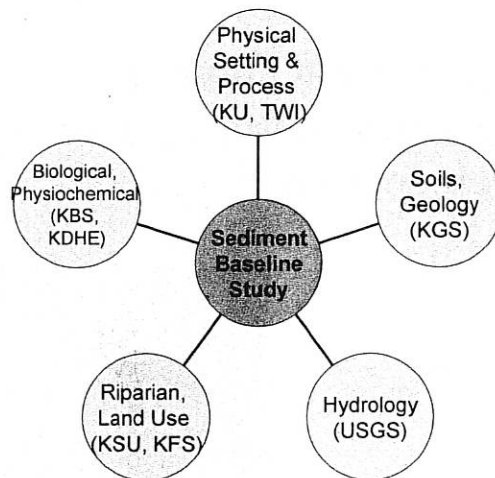 Physical
Setting &
Process
(KU, TWI)
Biological,
Physiochemical
(KBS,
KDHE)
Soils,
Geology
(KGS)
Sediment
Baseline
Study
Riparian,
Land Use
(KSU, KFS)
Hydrology
(USGS)